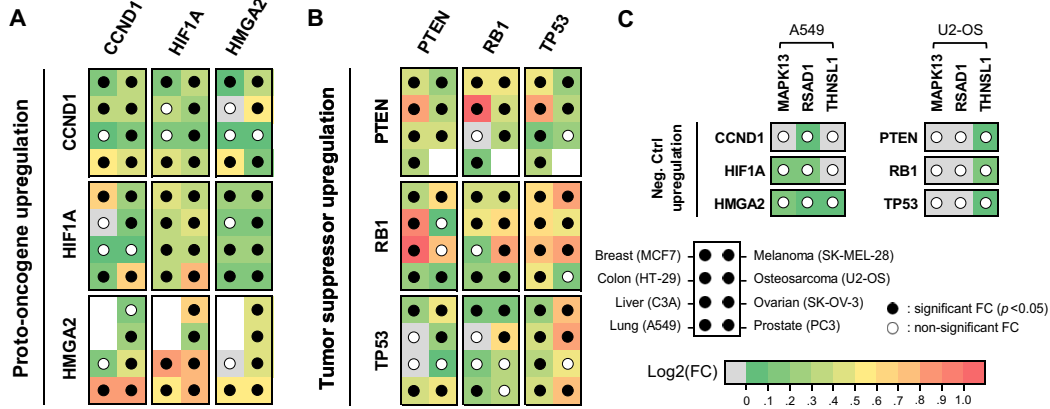 A
CCND1
HIF1A
HMGA2
Proto-oncogene upregulation
CCND1
HIF1A
HMGA2
B
PTEN
RB1
TP53
Tumor suppressor upregulation
PTEN
RB1
TP53
C
A549
U2-OS
MAPK13
RSAD1
THNSL1
MAPK13
RSAD1
THNSL1
Neg. Ctrl
upregulation
CCND1
HIF1A
HMGA2
PTEN
RB1
TP53
Breast (MCF7)
Colon (HT-29)
Liver (C3A)
Lung (A549)
Melanoma (SK-MEL-28)
Osteosarcoma (U2-OS)
Ovarian (SK-OV-3)
Prostate (PC3)
: significant FC (p<0.05)
: non-significant FC
Log2(FC)
0 .1 .2 .3 .4 .5 .6 .7 .8 .9 1.0